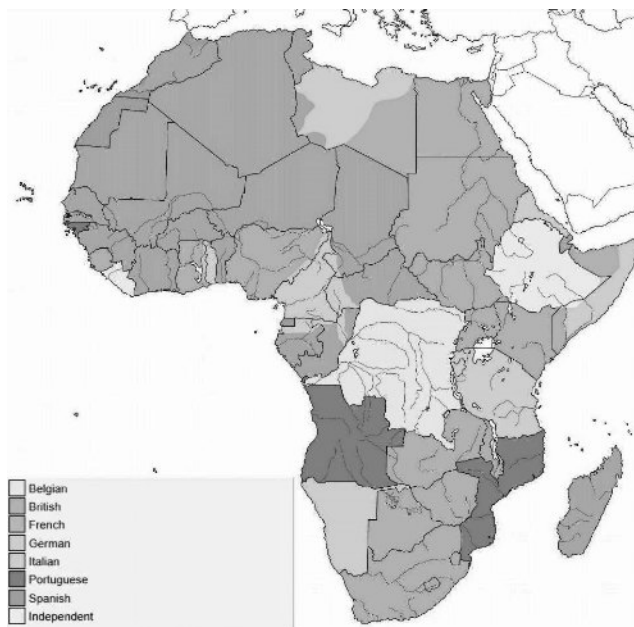 Belgian
British
French
German
Italian
Portuguese
Spanish
Independent